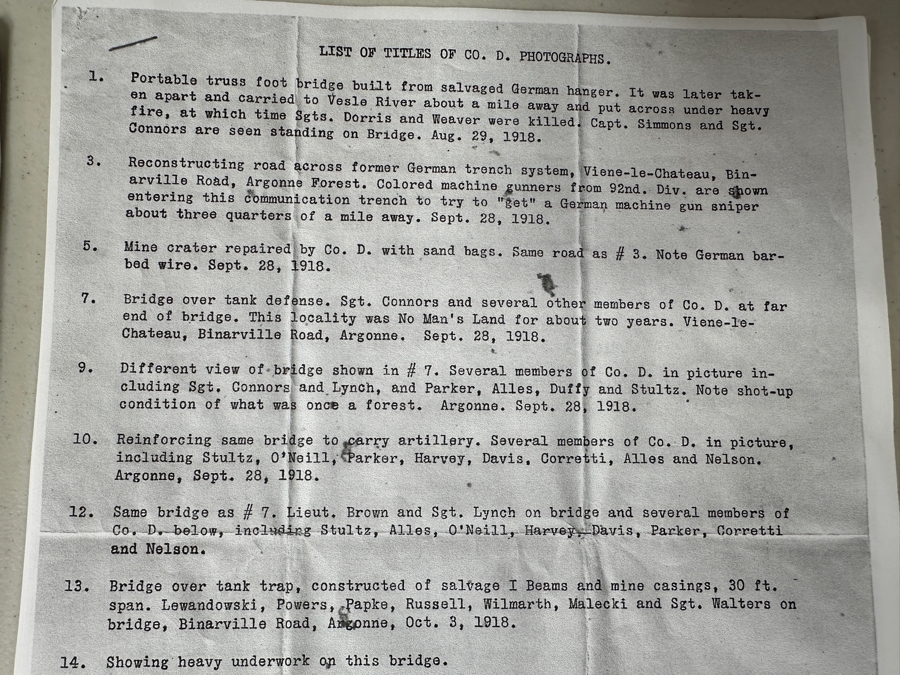 LIST OF TITLES OF CO. D. PHOTOGRAPHS.
1. Portable truss foot bridge built from salvaged German hanger. It was later tak-
en apart and carried to Vesle River about a mile away and put across under heavy
fire, at which time Sgts. Dorris and Weaver were killed. Capt. Simmons and Sgt.
Connors are seen standing on Bridge. Aug. 29, 1918.
3. Reconstructing road across former German trench system, Viene-le-Chateau, Bin-
arville Road, Argonne Forest. Colored machine gunners from 92nd. Div. are shown
entering this communication trench to try to "get" a German machine gun sniper
about three quarters of a mile away. Sept. 28, 1918.
5. Mine crater repaired by Co. D. with sand bags. Same road as # 3. Note German bar-
bed wire. Sept. 28, 1918.
7. Bridge over tank defense. Sgt. Connors and several other members of Co. D. at far
end of bridge. This locality was No Man's Land for about two years. Viene-le-
Chateau, Binarville Road, Argonne. Sept. 28, 1918.
9. Different view of bridge shown in # 7. Several members of Co. D. in picture in-
cluding Sgt. Connors and Lynch, and Parker, Alles, Duffy and Stultz. Note shot-up
condition of what was once a forest. Argonne. Sept. 28, 1918.
10. Reinforcing same bridge to carry artillery. Several members of Co. D. in picture,
including Stultz, O'Neill, Parker, Harvey, Davis, Corretti, Alles and Nelson.
Argonne, Sept. 28, 1918.
12. Same bridge as # 7. Lieut. Brown and Sgt. Lynch on bridge and several members of
Co. D. below, including Stultz, Alles, O'Neill, Harvey, Davis, Parker, Corretti
and Nelson.
13. Bridge over tank trap, constructed of salvage I Beams and mine casings, 30 ft.
span. Lewandowski, Powers, Papke, Russell, Wilmarth, Malecki and Sgt. Walters on
bridge, Binarville Road, Argonne, Oct. 3, 1918.
14. Showing heavy underwork on this bridge.